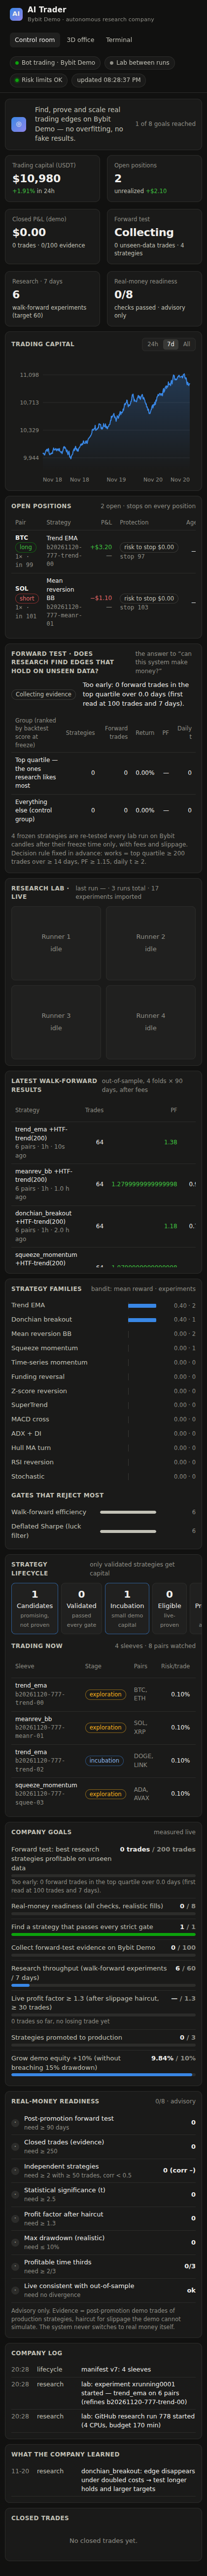 AI
AI Trader
Bybit Demo · autonomous research company
Control room
3D office
Terminal
Bot trading · Bybit Demo
Lab between runs
Risk limits OK
updated 08:28:37 PM
Find, prove and scale real trading edges on Bybit Demo — no overfitting, no fake results.
1 of 8 goals reached
Trading capital (USDT)
$10,980
+1.91% in 24h
Open positions
2
unrealized +$2.10
Closed P&L (demo)
$0.00
0 trades · 0/100 evidence
Forward test
Collecting
0 unseen-data trades · 4 strategies
Research · 7 days
6
walk-forward experiments (target 60)
Real-money readiness
0/8
checks passed · advisory only
TRADING CAPITAL
24h 7d All
11,098
10,713
10,329
9,944
Nov 18 Nov 18 Nov 19 Nov 20 Nov 20
OPEN POSITIONS
2 open · stops on every position
Pair Strategy P&L Protection Age
BTC
long
1× ·
in 99
Trend EMA
b20261120-777-trend-00
+$3.20
—
risk to stop $00
stop 97
—
SOL
short
1× ·
in 101
Mean reversion BB
b20261120-777-meanr-01
−$1.10
—
risk to stop $00
stop 103
—
FORWARD TEST · DOES RESEARCH FIND EDGES THAT HOLD ON UNSEEN DATA?
the answer to “can this system make money?”
Collecting evidence
Too early: 0 forward trades in the top quartile over 0.0 days (first read at 100 trades and 7 days).
Group (ranked by backtest score at freeze)
Strategies
Forward trades
Return
PF
Daily t
Top quartile — the ones research likes most
0 0 0.00% — 0
Everything else (control group)
0 0 0.00% — 0
4 frozen strategies are re-tested every lab run on Bybit candles after their freeze time only, with fees and slippage. Decision rule fixed in advance: works = top quartile ≥ 200 trades over ≥ 14 days, PF ≥ 1.15, daily t ≥ 2.
RESEARCH LAB · LIVE
last run — · 3 runs total · 17 experiments imported
Runner 1
idle
Runner 2
idle
Runner 3
idle
Runner 4
idle
LATEST WALK-FORWARD RESULTS
out-of-sample, 4 folds × 90 days, after fees
Strategy Trades PF
trend_ema +HTF-trend(200)
6 pairs · 1h · 10s ago
64 1.38
meanrev_bb +HTF-trend(200)
6 pairs · 1h · 1.0 h ago
64 1.2799999999999998
donchian_breakout +HTF-trend(200)
6 pairs · 1h · 2.0 h ago
64 1.18
squeeze_momentum +HTF-trend(200)
STRATEGY FAMILIES
bandit: mean reward · experiments
Trend EMA 0.40 · 2
Donchian breakout 0.40 · 1
Mean reversion BB 0.00 · 2
Squeeze momentum 0.00 · 1
Time-series momentum 0.00 · 0
Funding reversal 0.00 · 0
Z-score reversion 0.00 · 0
SuperTrend 0.00 · 0
MACD cross 0.00 · 0
ADX + DI 0.00 · 0
Hull MA turn 0.00 · 0
RSI reversion 0.00 · 0
Stochastic 0.00 · 0
GATES THAT REJECT MOST
Walk-forward efficiency 6
Deflated Sharpe (luck filter) 6
STRATEGY LIFECYCLE
only validated strategies get capital
1
Candidates
promising, not proven
0
Validated
passed every gate
1
Incubation
small demo capital
0
Eligible
live-proven
TRADING NOW
4 sleeves · 8 pairs watched
Sleeve Stage Pairs Risk/trade
trend_ema
b20261120-777-trend-00
exploration
BTC, ETH
0.10%
meanrev_bb
b20261120-777-meanr-01
exploration
SOL, XRP
0.10%
trend_ema
b20261120-777-trend-02
incubation
DOGE, LINK
0.10%
squeeze_momentum
b20261120-777-squee-03
exploration
ADA, AVAX
0.10%
COMPANY GOALS
measured live
Forward test: best research strategies profitable on unseen data
0 trades / 200 trades
Too early: 0 forward trades in the top quartile over 0.0 days (first read at 100 trades and 7 days).
Real-money readiness (all checks, realistic fills) 0 / 8
Find a strategy that passes every strict gate 1 / 1
Collect forward-test evidence on Bybit Demo 0 / 100
Research throughput (walk-forward experiments / 7 days) 6 / 60
Live profit factor ≥ 1.3 (after slippage haircut, ≥ 30 trades) — / 1.3
0 trades so far, no losing trade yet
Strategies promoted to production 0 / 3
Grow demo equity +10% (without breaching 15% drawdown) 9.84% / 10%
REAL-MONEY READINESS
0/8 · advisory
Post-promotion forward test
need ≥ 90 days
0
Closed trades (evidence)
need ≥ 250
0
Independent strategies
need ≥ 2 with ≥ 50 trades, corr < 0.5
0 (corr –)
Statistical significance (t)
need ≥ 2.5
0
Profit factor after haircut
need ≥ 1.3
0
Max drawdown (realistic)
need ≤ 10%
0
Profitable time thirds
need ≥ 2/3
0/3
Live consistent with out-of-sample
need no divergence
ok
Advisory only. Evidence = post-promotion demo trades of production strategies, haircut for slippage the demo cannot simulate. The system never switches to real money itself.
COMPANY LOG
20:28 lifecycle manifest v7: 4 sleeves
20:28 research lab: experiment xrunning0001 started — trend_ema on 6 pairs (refines b20261120-777-trend-00)
20:28 research lab: GitHub research run 778 started (4 CPUs, budget 170 min)
WHAT THE COMPANY LEARNED
11-20 research donchian_breakout: edge disappears under doubled costs → test longer holds and larger targets
CLOSED TRADES
No closed trades yet.